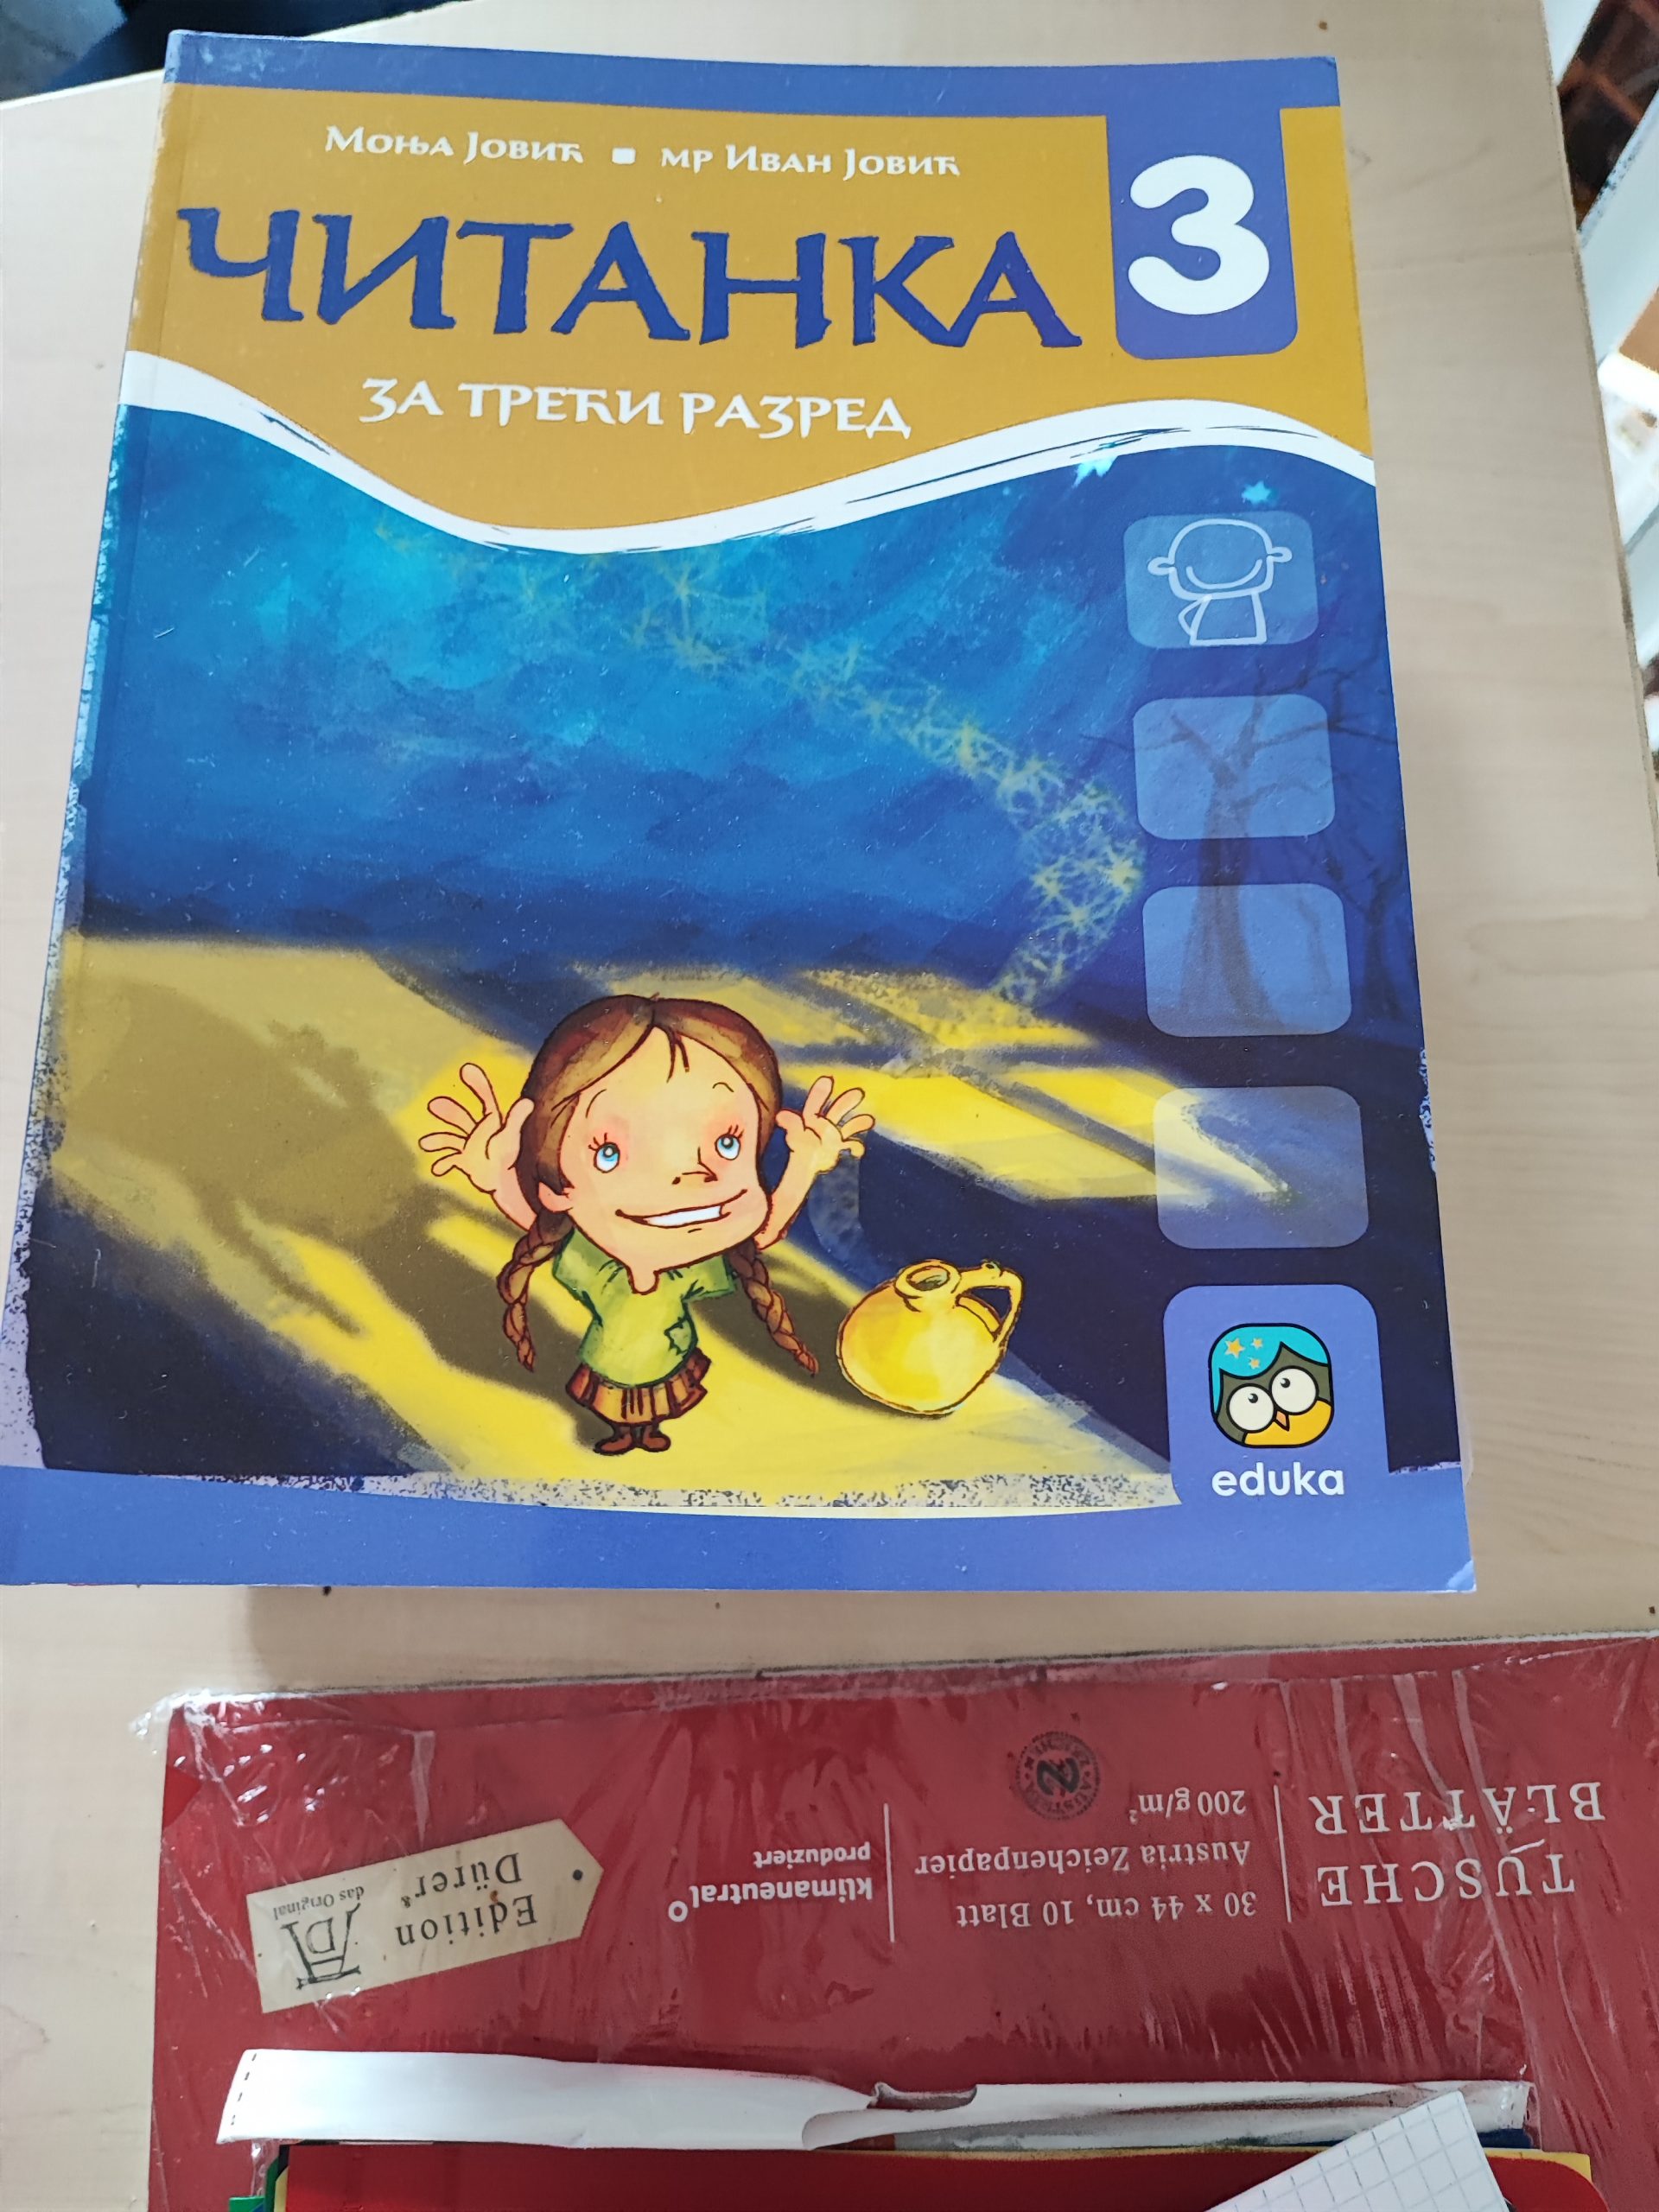 Моња Јовић ▪ мр Иван Јовић
ЧИТАНКА
3
за трећи разред
eduka
TUSCHE
BLÄTTER
30 x 44 cm, 10 Blatt
Austria Zeichenpapier
200 g/m²
klimaneutral
produziert
Edition
Dürer
das Original